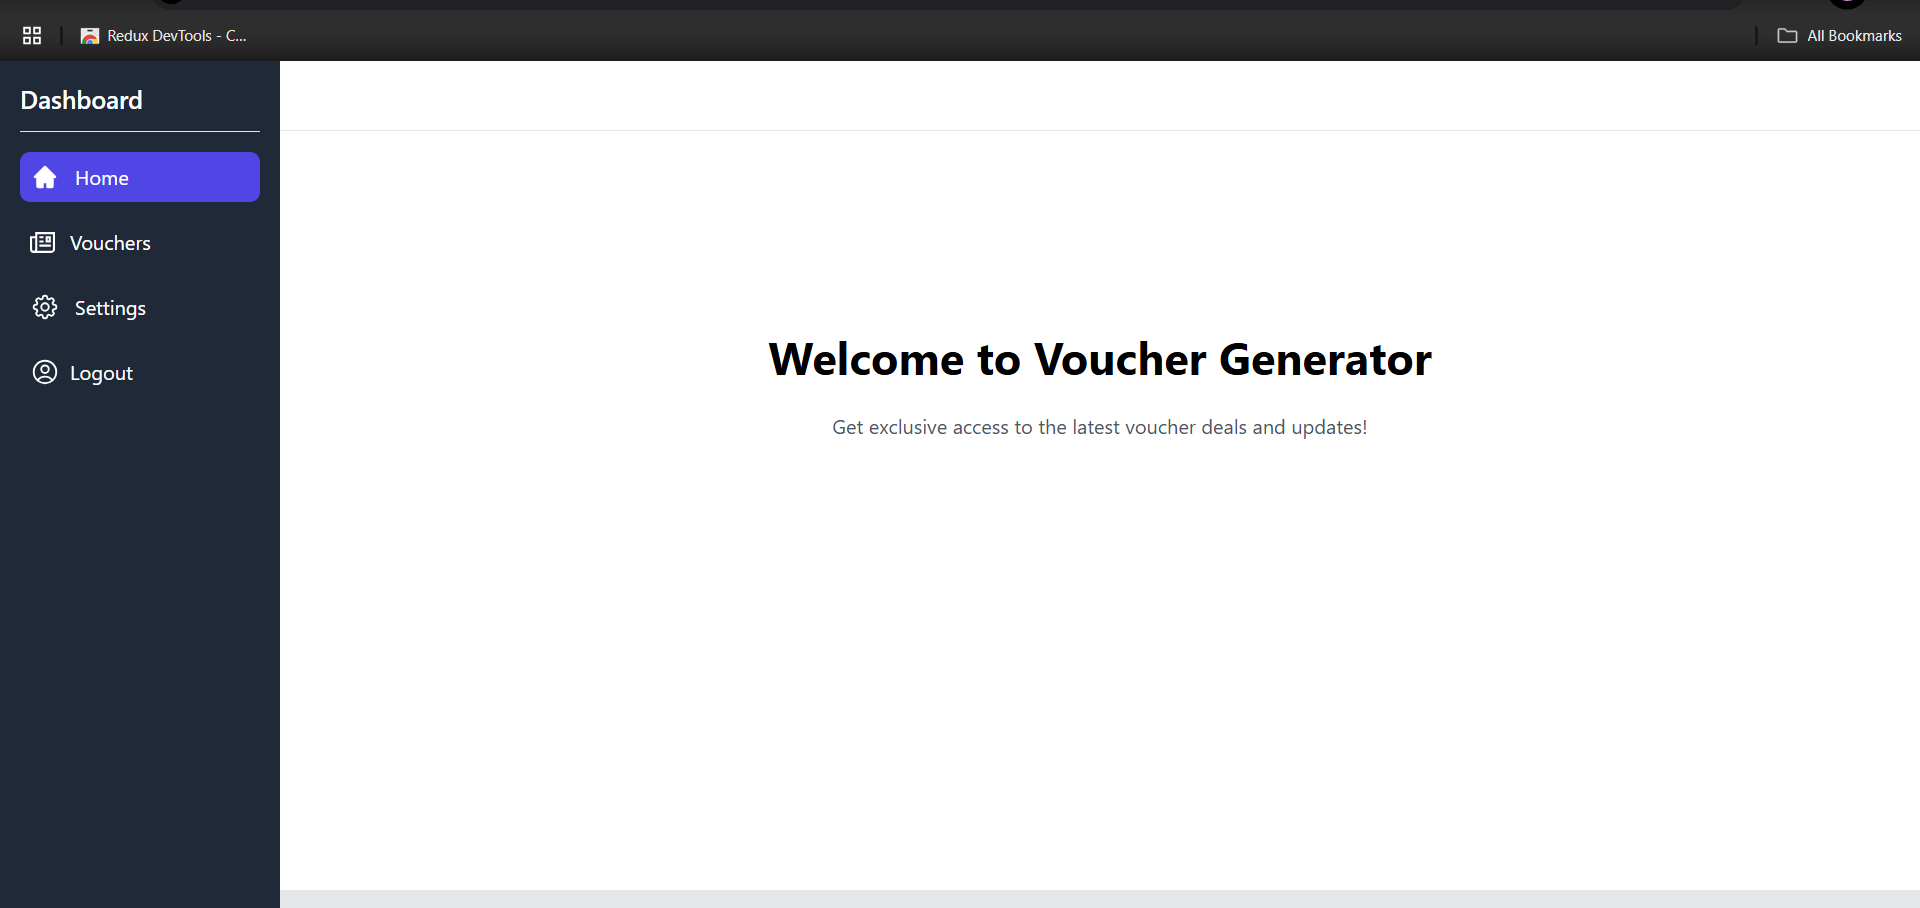 Redux DevTools - C...
All Bookmarks
Dashboard
Home
Vouchers
Settings
Logout
Welcome to Voucher Generator
Get exclusive access to the latest voucher deals and updates!